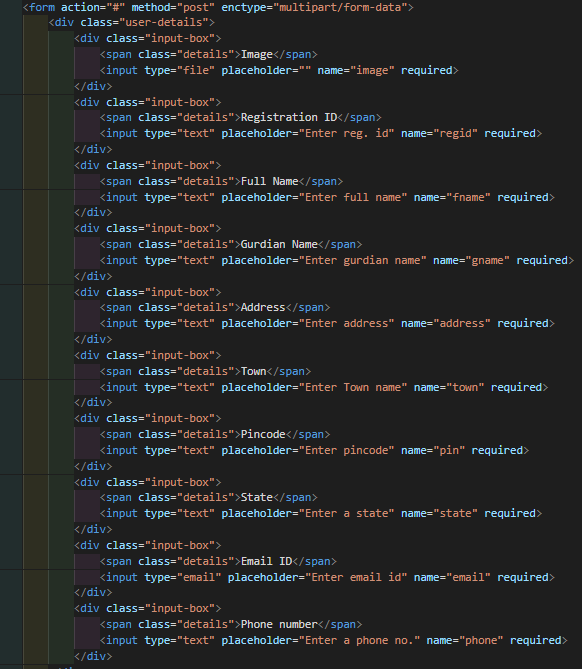 <form action="#" method="post" enctype="multipart/form-data">
<div class="user-details">
<div class="input-box">
<span class="details">Image</span>
<input type="file" placeholder="" name="image" required>
</div>
<div class="input-box">
<span class="details">Registration ID</span>
<input type="text" placeholder="Enter reg. id" name="regid" required>
</div>
<div class="input-box">
<span class="details">Full Name</span>
<input type="text" placeholder="Enter full name" name="fname" required>
</div>
<div class="input-box">
<span class="details">Gurdian Name</span>
<input type="text" placeholder="Enter gurdian name" name="gname" required>
</div>
<div class="input-box">
<span class="details">Address</span>
<input type="text" placeholder="Enter address" name="address" required>
</div>
<div class="input-box">
<span class="details">Town</span>
<input type="text" placeholder="Enter Town name" name="town" required>
</div>
<div class="input-box">
<span class="details">Pincode</span>
<input type="text" placeholder="Enter pincode" name="pin" required>
</div>
<div class="input-box">
<span class="details">State</span>
<input type="text" placeholder="Enter a state" name="state" required>
</div>
<div class="input-box">
<span class="details">Email ID</span>
<input type="email" placeholder="Enter email id" name="email" required>
</div>
<div class="input-box">
<span class="details">Phone number</span>
<input type="text" placeholder="Enter a phone no." name="phone" required>
</div>